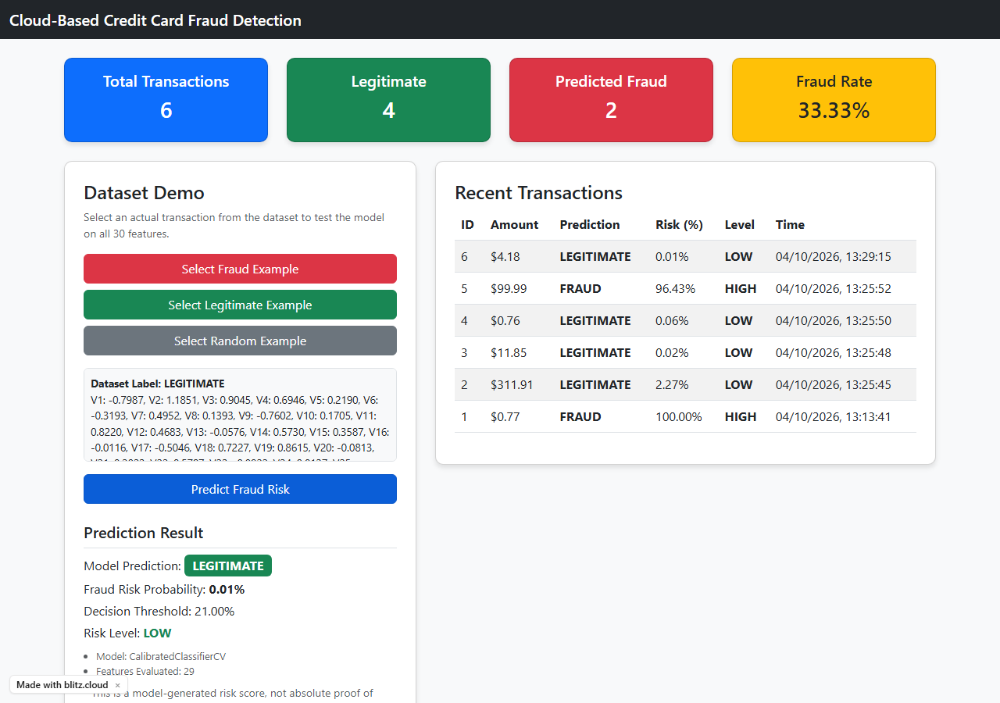 Cloud-Based Credit Card Fraud Detection
Total Transactions
6
Legitimate
4
Predicted Fraud
2
Fraud Rate
33.33%
Dataset Demo
Select an actual transaction from the dataset to test the model
on all 30 features.
Select Fraud Example
Select Legitimate Example
Select Random Example
Dataset Label: LEGITIMATE
V1: -0.7987, V2: 1.1851, V3: 0.9045, V4: 0.6946, V5: 0.2190, V6:
-0.3193, V7: 0.4952, V8: 0.1393, V9: -0.7602, V10: 0.1705, V11:
0.8220, V12: 0.4683, V13: -0.0576, V14: 0.5730, V15: 0.3587, V16:
-0.0116, V17: -0.5046, V18: 0.7227, V19: 0.8615, V20: -0.0813,
Predict Fraud Risk
Prediction Result
Model Prediction: LEGITIMATE
Fraud Risk Probability: 0.01%
Decision Threshold: 21.00%
Risk Level: LOW
Model: CalibratedClassifierCV
Features Evaluated: 29
This is a model-generated risk score, not absolute proof of
Recent Transactions
ID Amount Prediction Risk (%) Level Time
6 $4.18 LEGITIMATE 0.01% LOW 04/10/2026, 13:29:15
5 $99.99 FRAUD 96.43% HIGH 04/10/2026, 13:25:52
4 $0.76 LEGITIMATE 0.06% LOW 04/10/2026, 13:25:50
3 $11.85 LEGITIMATE 0.02% LOW 04/10/2026, 13:25:48
2 $311.91 LEGITIMATE 2.27% LOW 04/10/2026, 13:25:45
1 $0.77 FRAUD 100.00% HIGH 04/10/2026, 13:13:41
Made with blitz.cloud ×